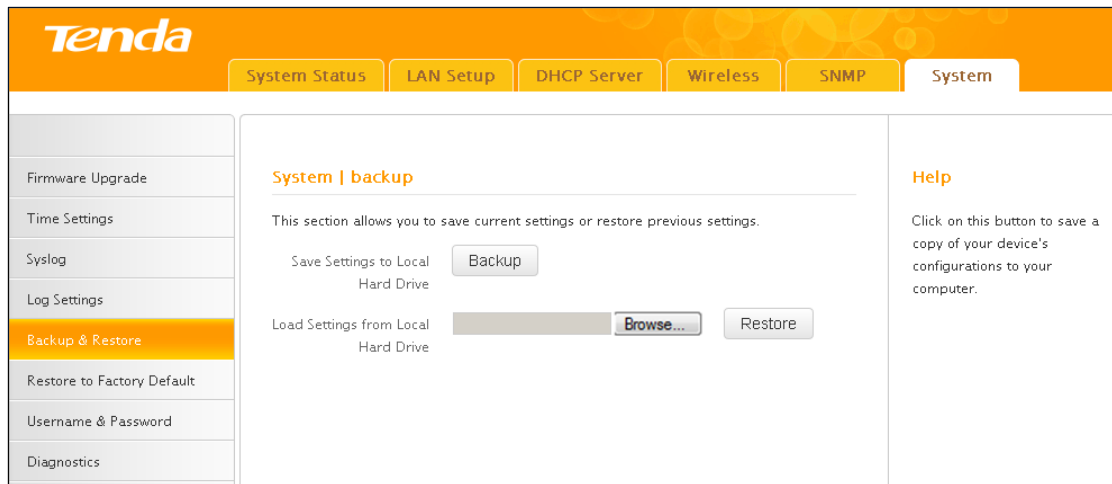 Tenda
System Status
LAN Setup
DHCP Server
Wireless
SNMP
System
Firmware Upgrade
Time Settings
Syslog
Log Settings
Backup & Restore
Restore to Factory Default
Username & Password
Diagnostics
System | backup
This section allows you to save current settings or restore previous settings.
Save Settings to Local
Hard Drive
Backup
Load Settings from Local
Hard Drive
Browse...
Restore
Help
Click on this button to save a
copy of your device's
configurations to your
computer.